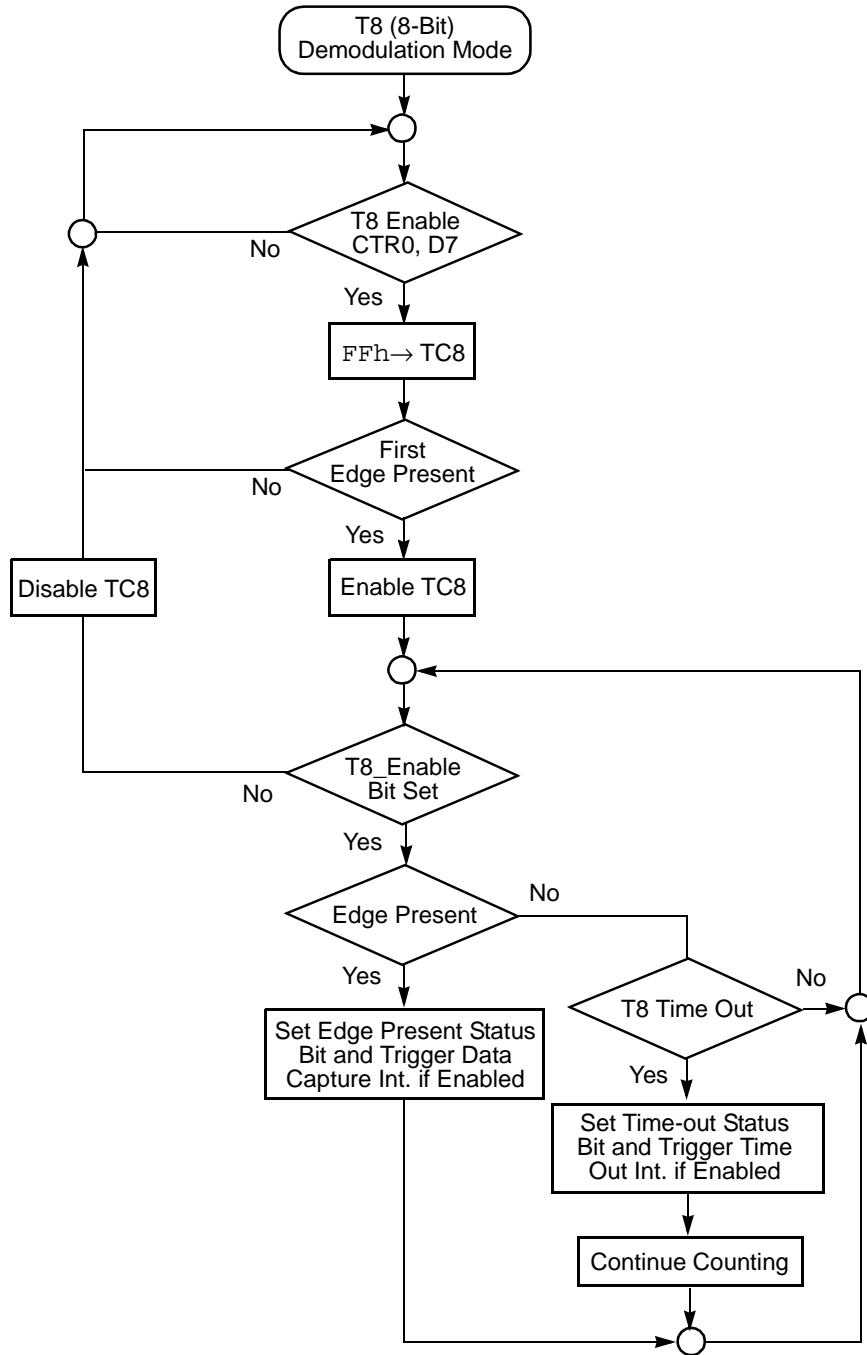 T8 (8-Bit)
Demodulation Mode
T8 Enable
CTR0, D7
No
Yes
FFh→ TC8
First
Edge Present
No
Yes
Disable TC8
Enable TC8
T8_Enable
Bit Set
No
Yes
Edge Present
No
Yes
T8 Time Out
No
Set Edge Present Status
Bit and Trigger Data
Capture Int. if Enabled
Yes
Set Time-out Status
Bit and Trigger Time
Out Int. if Enabled
Continue Counting